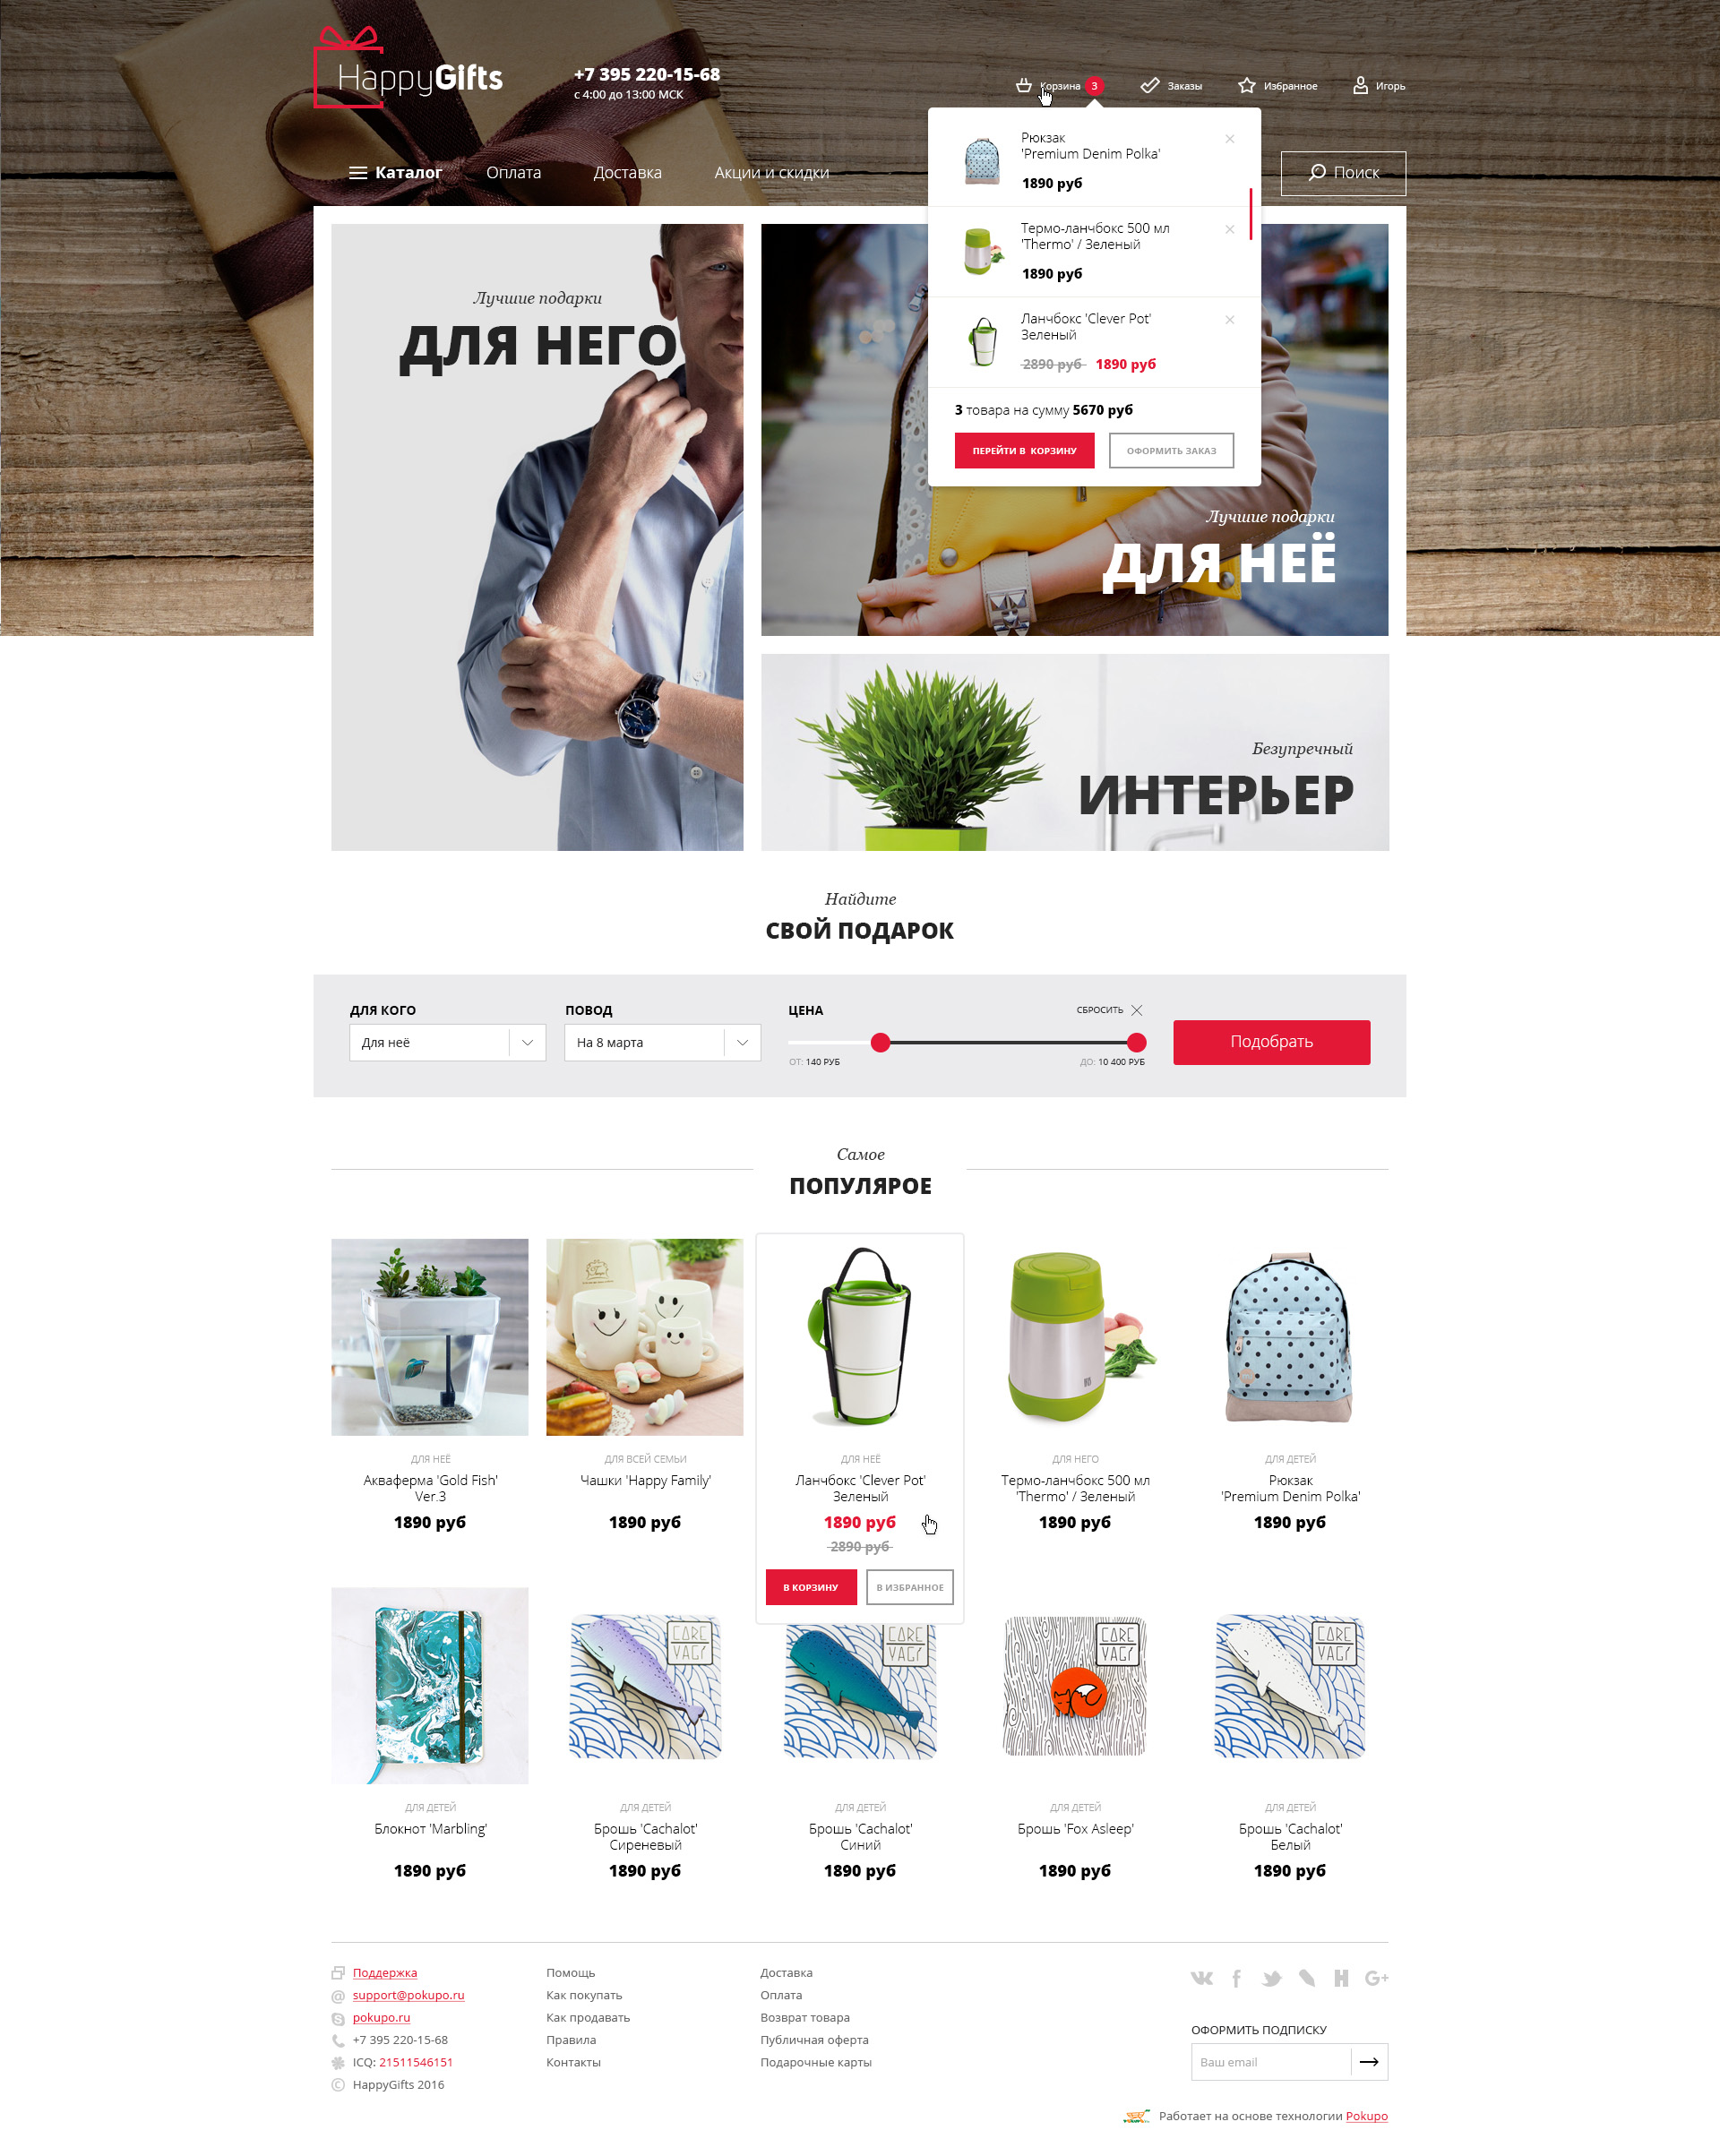 HappyGifts
+7 395 220-15-68
с 4:00 до 13:00 МСК
Корзина 3
Заказы
Избранное
Игорь
Каталог
Оплата
Доставка
Акции и скидки
Поиск
Рюкзак
'Premium Denim Polka'
1890 руб
Термо-ланчбокс 500 мл
'Thermo' / Зеленый
1890 руб
Ланчбокс 'Clever Pot'
Зеленый
2890 руб 1890 руб
3 товара на сумму 5670 руб
ПЕРЕЙТИ В КОРЗИНУ
ОФОРМИТЬ ЗАКАЗ
Лучшие подарки
ДЛЯ НЕГО
Лучшие подарки
ДЛЯ НЕЁ
Безупречный
ИНТЕРЬЕР
Найдите
СВОЙ ПОДАРОК
ДЛЯ КОГО
Для неё
ПОВОД
На 8 марта
ЦЕНА
СБРОСИТЬ
ОТ: 140 РУБ
ДО: 10 400 РУБ
Подобрать
Самое
ПОПУЛЯРОЕ
ДЛЯ НЕЁ
Акваферма 'Gold Fish'
Ver.3
1890 руб
ДЛЯ ВСЕЙ СЕМЬИ
Чашки 'Happy Family'
1890 руб
ДЛЯ НЕЁ
Ланчбокс 'Clever Pot'
Зеленый
1890 руб
2890 руб
В КОРЗИНУ
В ИЗБРАННОЕ
ДЛЯ НЕГО
Термо-ланчбокс 500 мл
'Thermo' / Зеленый
1890 руб
ДЛЯ ДЕТЕЙ
Рюкзак
'Premium Denim Polka'
1890 руб
ДЛЯ ДЕТЕЙ
Блокнот 'Marbling'
1890 руб
CARE
VAGY
ДЛЯ ДЕТЕЙ
Брошь 'Cachalot'
Сиреневый
1890 руб
CARE
VAGY
ДЛЯ ДЕТЕЙ
Брошь 'Cachalot'
Синий
1890 руб
CARE
VAGY
ДЛЯ ДЕТЕЙ
Брошь 'Fox Asleep'
1890 руб
CARE
VAGY
ДЛЯ ДЕТЕЙ
Брошь 'Cachalot'
Белый
1890 руб
Поддержка
support@pokupo.ru
pokupo.ru
+7 395 220-15-68
ICQ: 21511546151
HappyGifts 2016
Помощь
Как покупать
Как продавать
Правила
Контакты
Доставка
Оплата
Возврат товара
Публичная оферта
Подарочные карты
ОФОРМИТЬ ПОДПИСКУ
Ваш email
Работает на основе технологии Pokupo